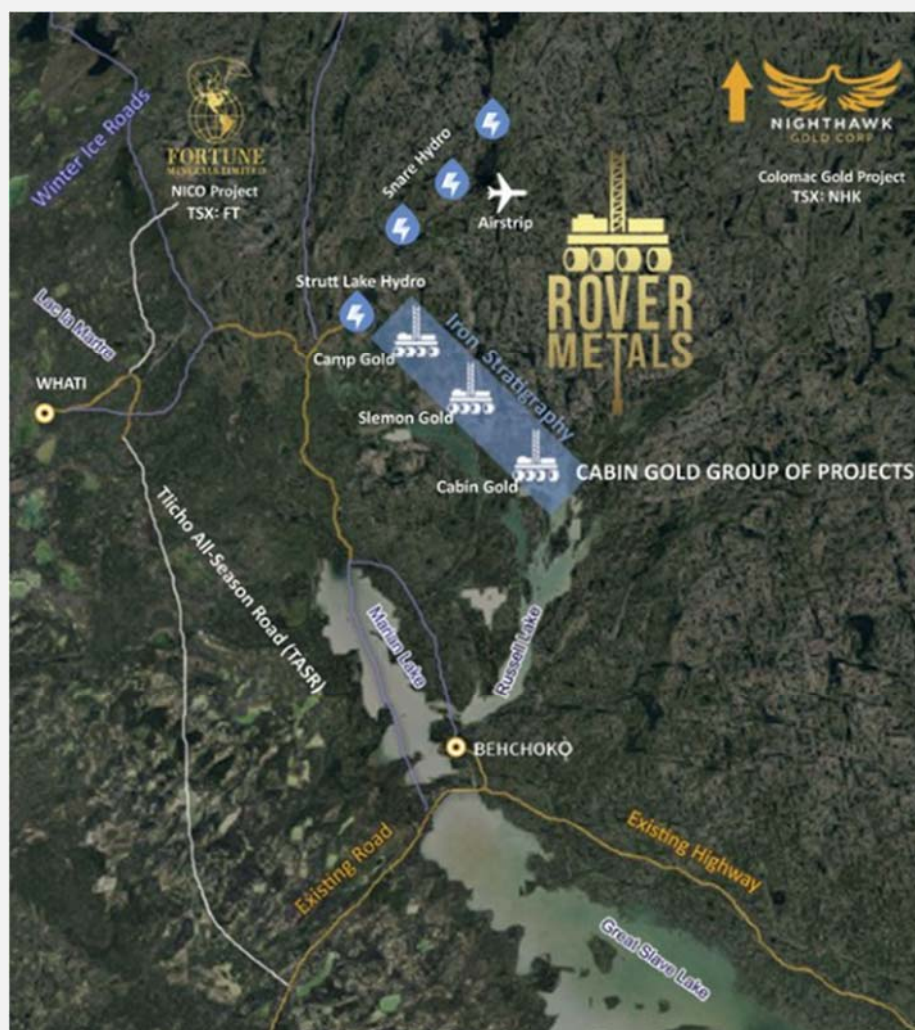 Winter Ice Roads
FORTUNE
MINERALS LIMITED
NICO Project
TSX: FT
Snare Hydro
Airstrip
NIGHTHAWK
GOLD CORP
Colomac Gold Project
TSX: NHK
ROVER
METALS
Strutt Lake Hydro
Iron Stratigraphy
Lac la Martre
WHATI
Camp Gold
Slemon Gold
Cabin Gold
CABIN GOLD GROUP OF PROJECTS
Tlicho All-Season Road (TASR)
Marian Lake
Russell Lake
BEHCHOKǪ̀
Existing Road
Existing Highway
Great Slave Lake